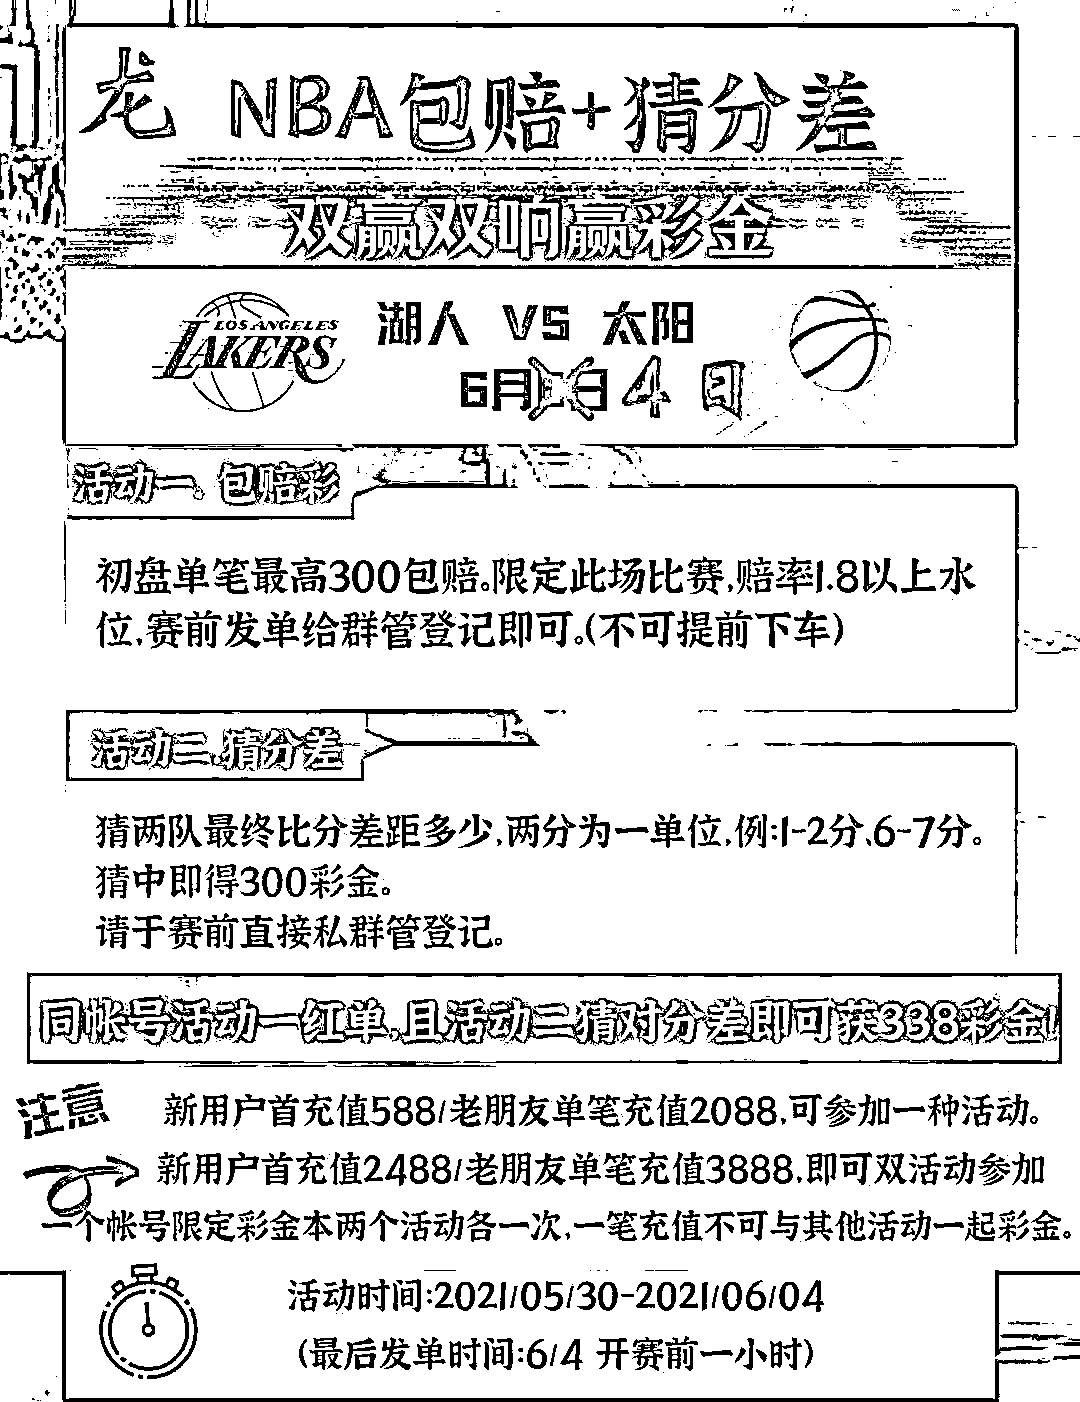 龙 NBA包赔+猜分差
双赢双响赢彩金
LOS ANGELES
LAKERS
湖人 VS 太阳
6月 日 4 日
活动一、包赔彩
初盘单笔最高300包赔。限定此场比赛,赔率1.8以上水
位,赛前发单给群管登记即可。(不可提前下车)
活动二.猜分差
猜两队最终比分差距多少,两分为一单位,例:1-2分、6-7分。
猜中即得300彩金。
请于赛前直接私群管登记。
同帐号活动一红单,且活动二猜对分差即可获338彩金!
注意 新用户首充值588/老朋友单笔充值2088,可参加一种活动。
新用户首充值2488/老朋友单笔充值3888,即可双活动参加
一个帐号限定彩金本两个活动各一次,一笔充值不可与其他活动一起彩金。
活动时间:2021/05/30-2021/06/04
(最后发单时间:6/4 开赛前一小时)